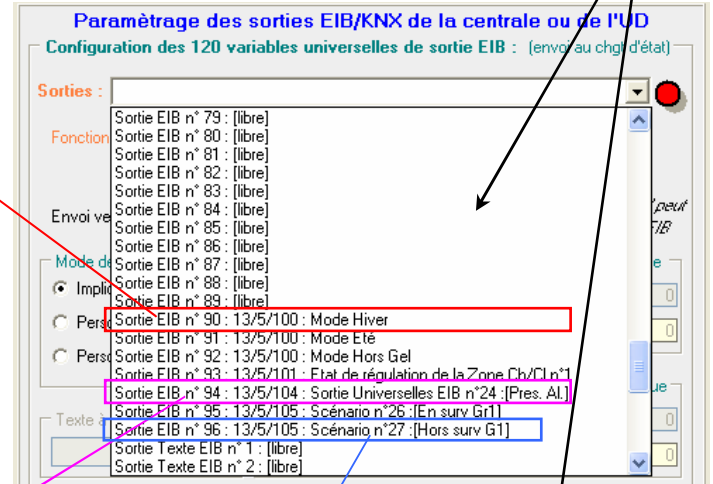 Paramètrage des sorties EIB/KNX de la centrale ou de l'UD
Configuration des 120 variables universelles de sortie EIB : (envoi au chgt d'état)
Sorties :
Sortie EIB n° 79 : [libre]
Sortie EIB n° 80 : [libre]
Fonction
Sortie EIB n° 81 : [libre]
Sortie EIB n° 82 : [libre]
Sortie EIB n° 83 : [libre]
Sortie EIB n° 84 : [libre]
peut
Envoi ve
Sortie EIB n° 85 : [libre]
Sortie EIB n° 86 : [libre]
EIB
Sortie EIB n° 87 : [libre]
Mode de
e
Sortie EIB n° 88 : [libre]
Implic
0
Sortie EIB n° 89 : [libre]
Sortie EIB n° 90 : 13/5/100 : Mode Hiver
Pers
0
Sortie EIB n° 91 : 13/5/100 : Mode Eté
Sortie EIB n° 92 : 13/5/100 : Mode Hors Gel
Perso
Sortie EIB n° 93 : 13/5/101 : Etat de régulation de la Zone Ch/Cl n°1
Sortie EIB n° 94 : 13/5/104 : Sortie Universelles EIB n°24 :[Pres. Al.]
ue
Sortie EIB n° 95 : 13/5/105 : Scénario n°26 :[En surv Gr1]
Texte à
0
Sortie EIB n° 96 : 13/5/105 : Scénario n°27 :[Hors surv G1]
Sortie Texte EIB n° 1 : [libre]
0
Sortie Texte EIB n° 2 : [libre]